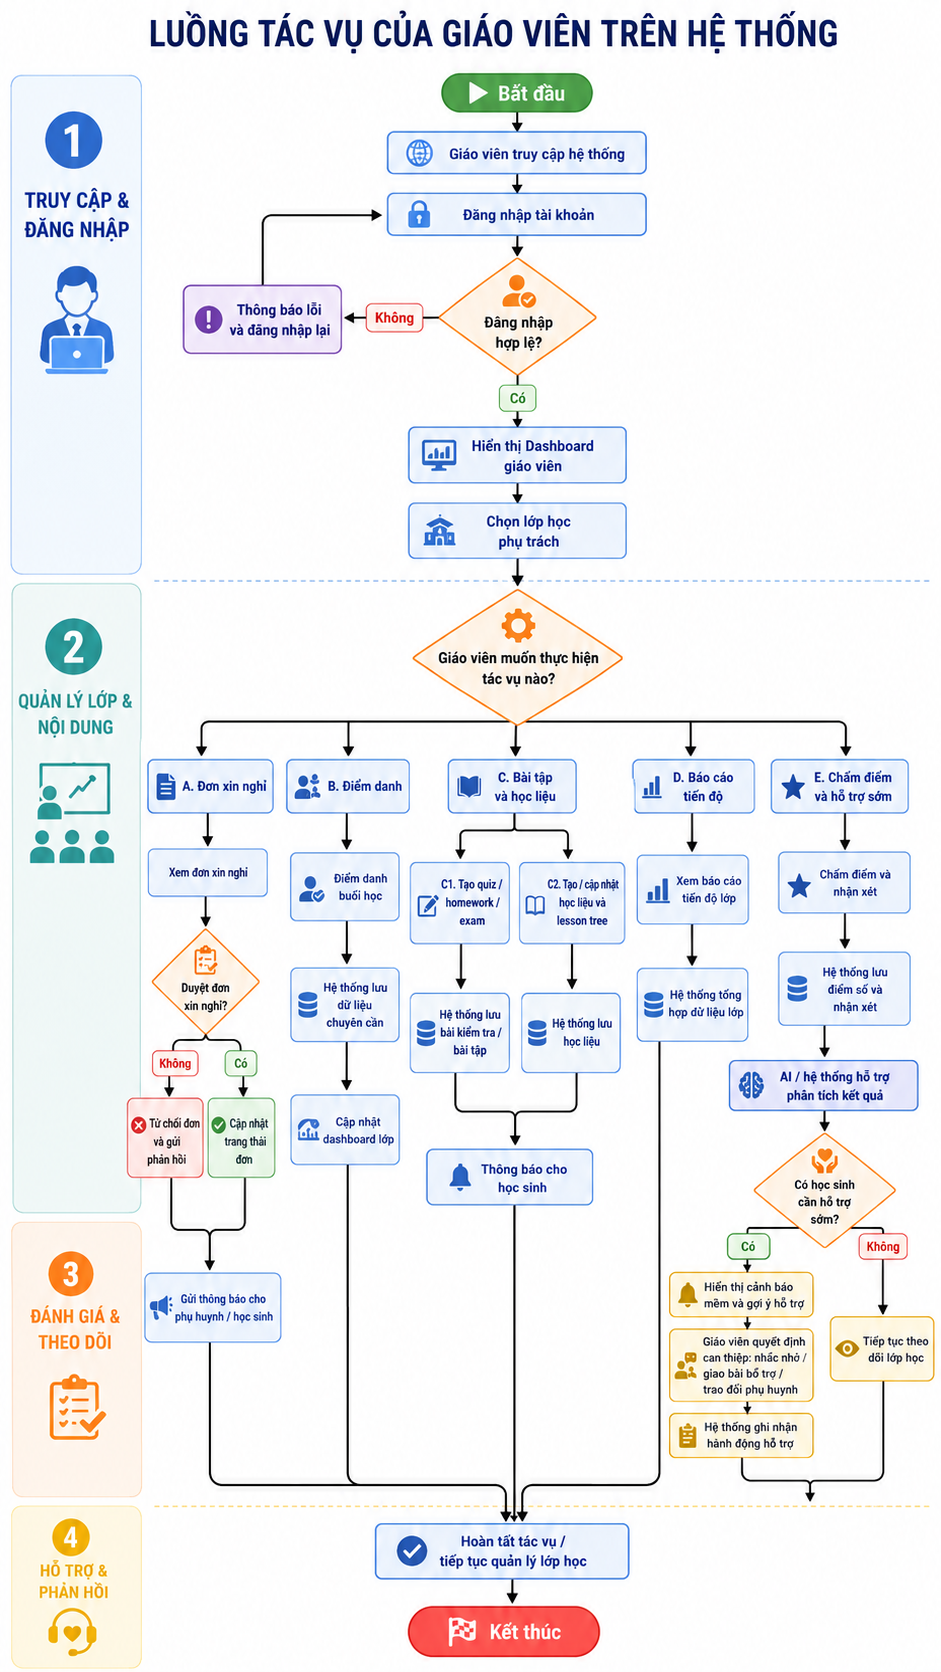 LUỒNG TÁC VỤ CỦA GIÁO VIÊN TRÊN HỆ THỐNG
1
TRUY CẬP &
ĐĂNG NHẬP
Bắt đầu
Giáo viên truy cập hệ thống
Đăng nhập tài khoản
Thông báo lỗi
và đăng nhập lại
Không
Đăng nhập
hợp lệ?
Có
Hiển thị Dashboard
giáo viên
Chọn lớp học
phụ trách
2
QUẢN LÝ LỚP &
NỘI DUNG
Giáo viên muốn thực hiện
tác vụ nào?
A. Đơn xin nghỉ
B. Điểm danh
C. Bài tập
và học liệu
D. Báo cáo
tiến độ
E. Chấm điểm
và hỗ trợ sớm
Xem đơn xin nghỉ
Duyệt đơn
xin nghỉ?
Không
Có
Từ chối đơn
và gửi
phản hồi
Cập nhật
trạng thái
đơn
Điểm danh
buổi học
Hệ thống lưu
dữ liệu
chuyên cần
Cập nhật
dashboard lớp
C1. Tạo quiz /
homework /
exam
C2. Tạo / cập nhật
học liệu và
lesson tree
Hệ thống lưu
bài kiểm tra /
bài tập
Hệ thống lưu
học liệu
Thông báo cho
học sinh
Xem báo cáo
tiến độ lớp
Hệ thống tổng
hợp dữ liệu lớp
Chấm điểm và
nhận xét
Hệ thống lưu
điểm số và
nhận xét
AI / hệ thống hỗ trợ
phân tích kết quả
Có học sinh
cần hỗ trợ
sớm?
Có
Không
3
ĐÁNH GIÁ &
THEO DÕI
Gửi thông báo cho
phụ huynh / học sinh
Hiển thị cảnh báo
mềm và gợi ý hỗ trợ
Giáo viên quyết định
can thiệp: nhắc nhở /
giao bài bổ trợ /
trao đổi phụ huynh
Hệ thống ghi nhận
hành động hỗ trợ
Tiếp tục theo
dõi lớp học
4
HỖ TRỢ &
PHẢN HỒI
Hoàn tất tác vụ /
tiếp tục quản lý lớp học
Kết thúc